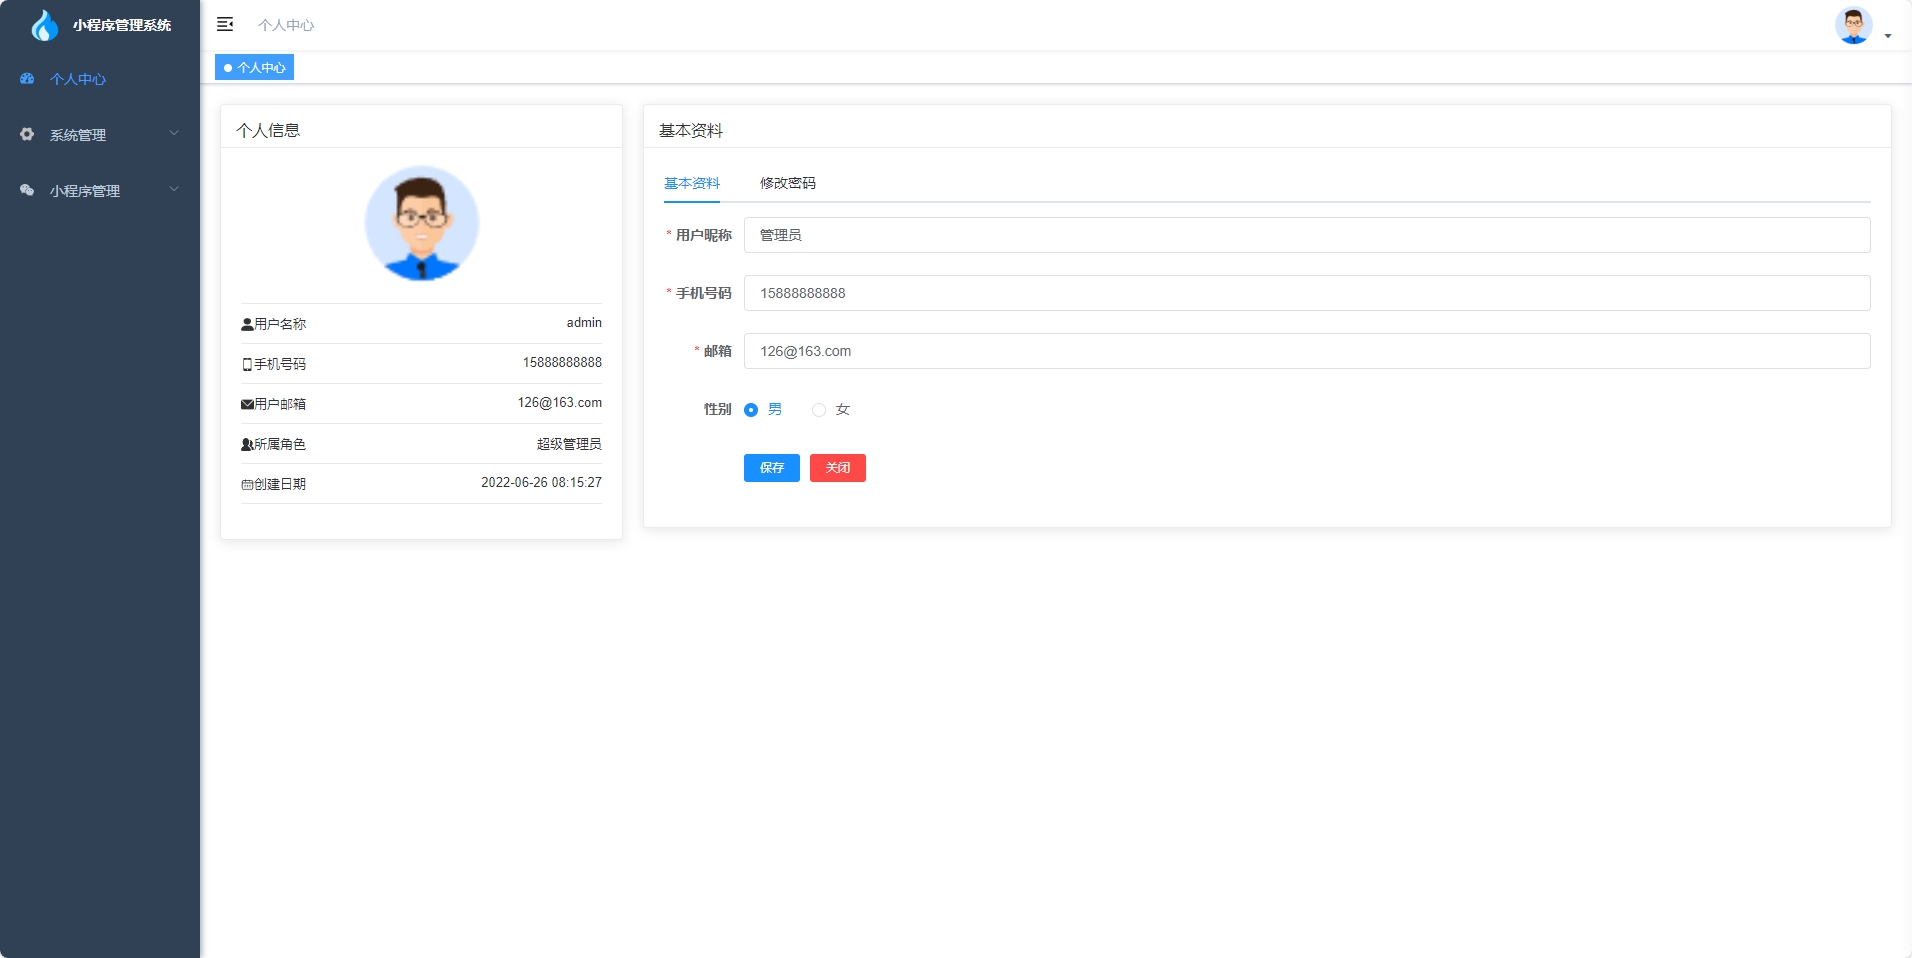 小程序管理系统
个人中心
系统管理
小程序管理
个人中心
个人中心
个人信息
用户名称 admin
手机号码 15888888888
用户邮箱 126@163.com
所属角色 超级管理员
创建日期 2022-06-26 08:15:27
基本资料
基本资料 修改密码
* 用户昵称 管理员
* 手机号码 15888888888
* 邮箱 126@163.com
性别 男 女
保存 关闭